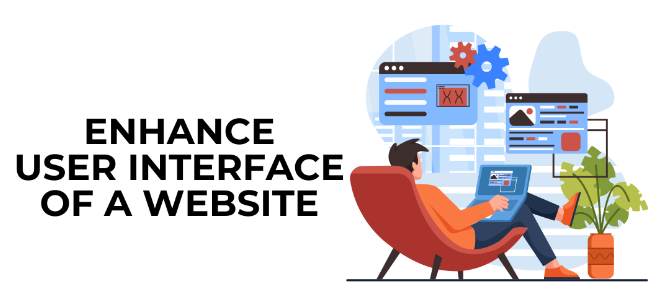 ENHANCE
USER INTERFACE
OF A WEBSITE